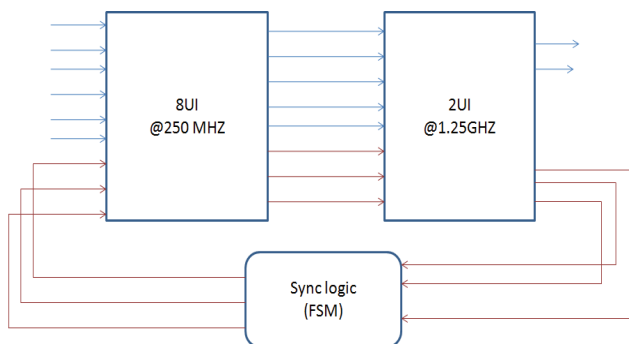 8UI
@250 MHZ
2UI
@1.25GHZ
Sync logic
(FSM)